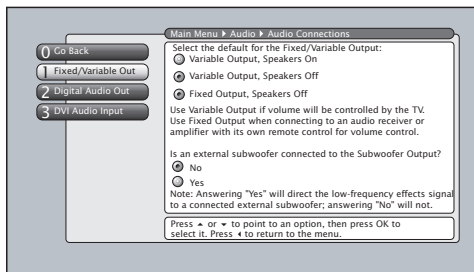 Main Menu Audio Audio Connections
0 Go Back
1 Fixed/Variable Out
2 Digital Audio Out
3 DVI Audio Input
Select the default for the Fixed/Variable Output:
Variable Output, Speakers On
Variable Output, Speakers Off
Fixed Output, Speakers Off
Use Variable Output if volume will be controlled by the TV.
Use Fixed Output when connecting to an audio receiver or
amplifier with its own remote control for volume control.
Is an external subwoofer connected to the Subwoofer Output?
No
Yes
Note: Answering "Yes" will direct the low-frequency effects signal
to a connected external subwoofer; answering "No" will not.
Press or to point to an option, then press OK to
select it. Press to return to the menu.